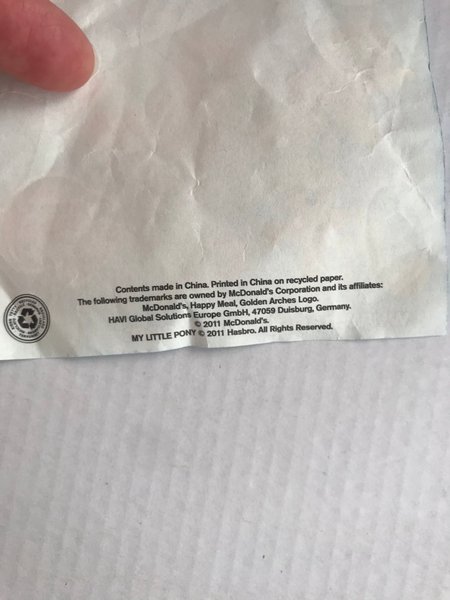 Contents made in China. Printed in China on recycled paper.
The following trademarks are owned by McDonald's Corporation and its affiliates:
McDonald's, Happy Meal, Golden Arches Logo.
HAVI Global Solutions Europe GmbH, 47059 Duisburg, Germany.
© 2011 McDonald's.
MY LITTLE PONY © 2011 Hasbro. All Rights Reserved.